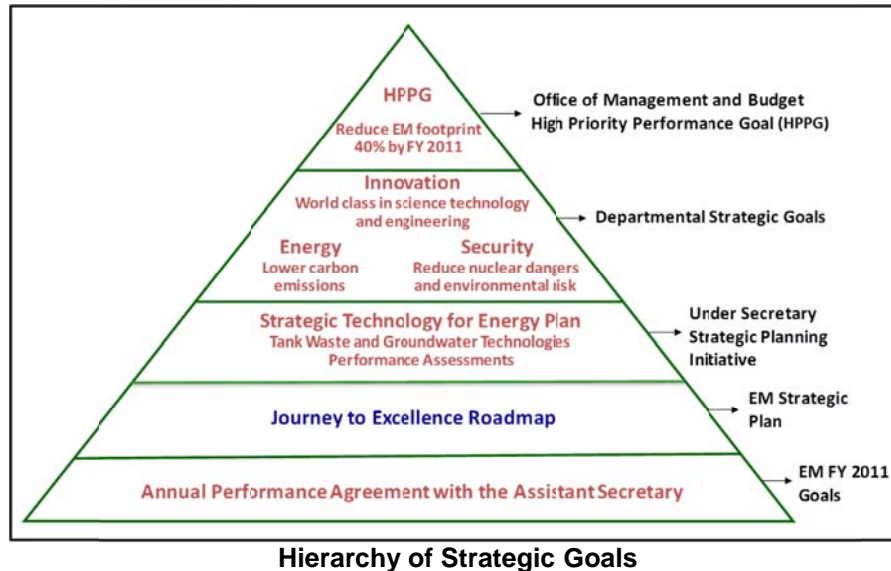 HPPG
Reduce EM footprint
40% by FY 2011
Office of Management and Budget
High Priority Performance Goal (HPPG)
Innovation
World class in science technology
and engineering
Departmental Strategic Goals
Energy
Lower carbon
emissions
Security
Reduce nuclear dangers
and environmental risk
Strategic Technology for Energy Plan
Tank Waste and Groundwater Technologies
Performance Assessments
Under Secretary
Strategic Planning
Initiative
Journey to Excellence Roadmap
EM Strategic
Plan
Annual Performance Agreement with the Assistant Secretary
EM FY 2011
Goals
Hierarchy of Strategic Goals